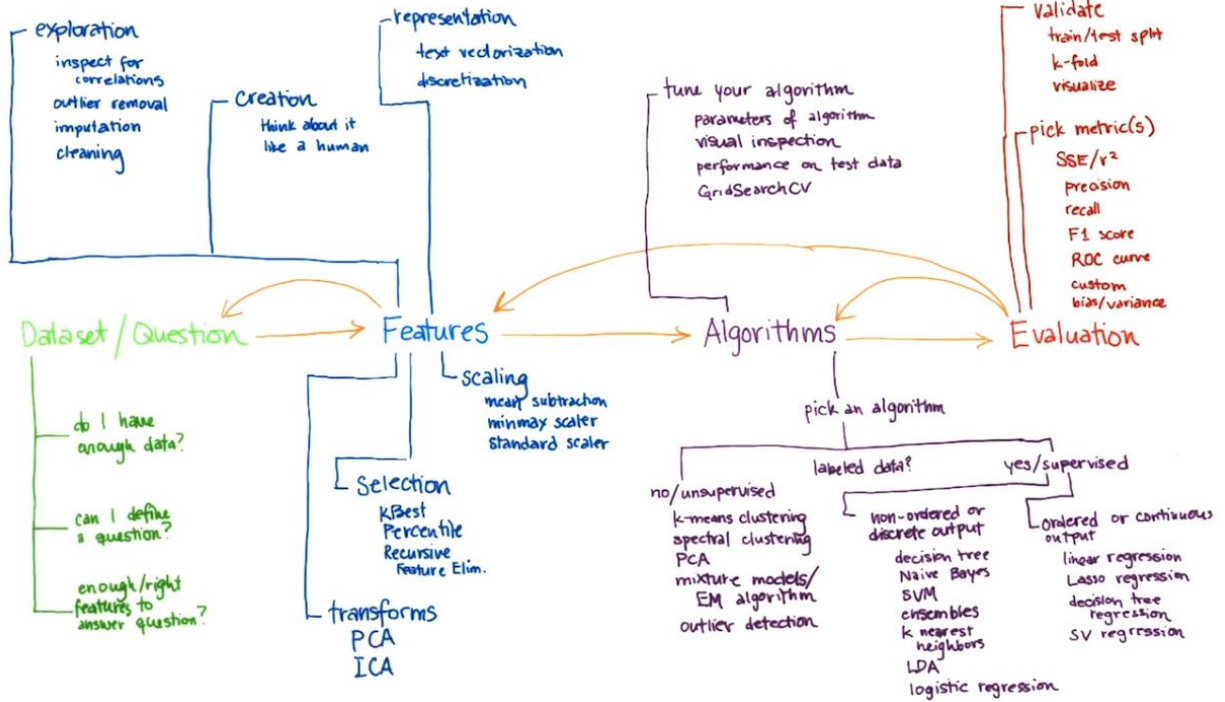 exploration
inspect for
correlations
outlier removal
imputation
cleaning
creation
think about it
like a human
representation
text vectorization
discretization
tune your algorithm
parameters of algorithm
visual inspection
performance on test data
GridSearchCV
validate
train/test split
k-fold
visualize
pick metric(s)
SSE/r²
precision
recall
F1 score
ROC curve
custom
bias/variance
Dataset/Question
Features
Algorithms
Evaluation
do I have
enough data?
can I define
a question?
enough/right
features to
answer question?
scaling
mean subtraction
minmax scaler
standard scaler
selection
KBest
Percentile
Recursive
Feature Elim.
transforms
PCA
ICA
pick an algorithm
labeled data?
no/unsupervised
k-means clustering
spectral clustering
PCA
mixture models/
EM algorithm
outlier detection
yes/supervised
non-ordered or
discrete output
decision tree
Naive Bayes
SVM
ensembles
k nearest
neighbors
LDA
logistic regression
ordered or continuous
output
linear regression
Lasso regression
decision tree
regression
SV regression